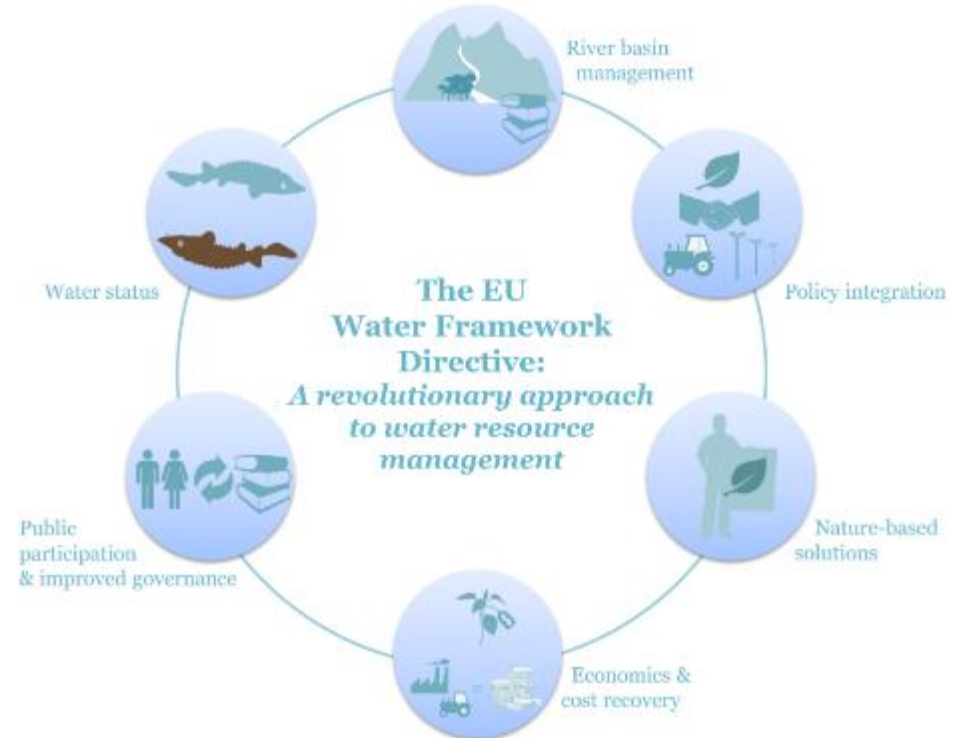 River basin
management
Policy integration
Nature-based
solutions
Economics &
cost recovery
Public
participation
& improved governance
Water status
The EU
Water Framework
Directive:
A revolutionary approach
to water resource
management